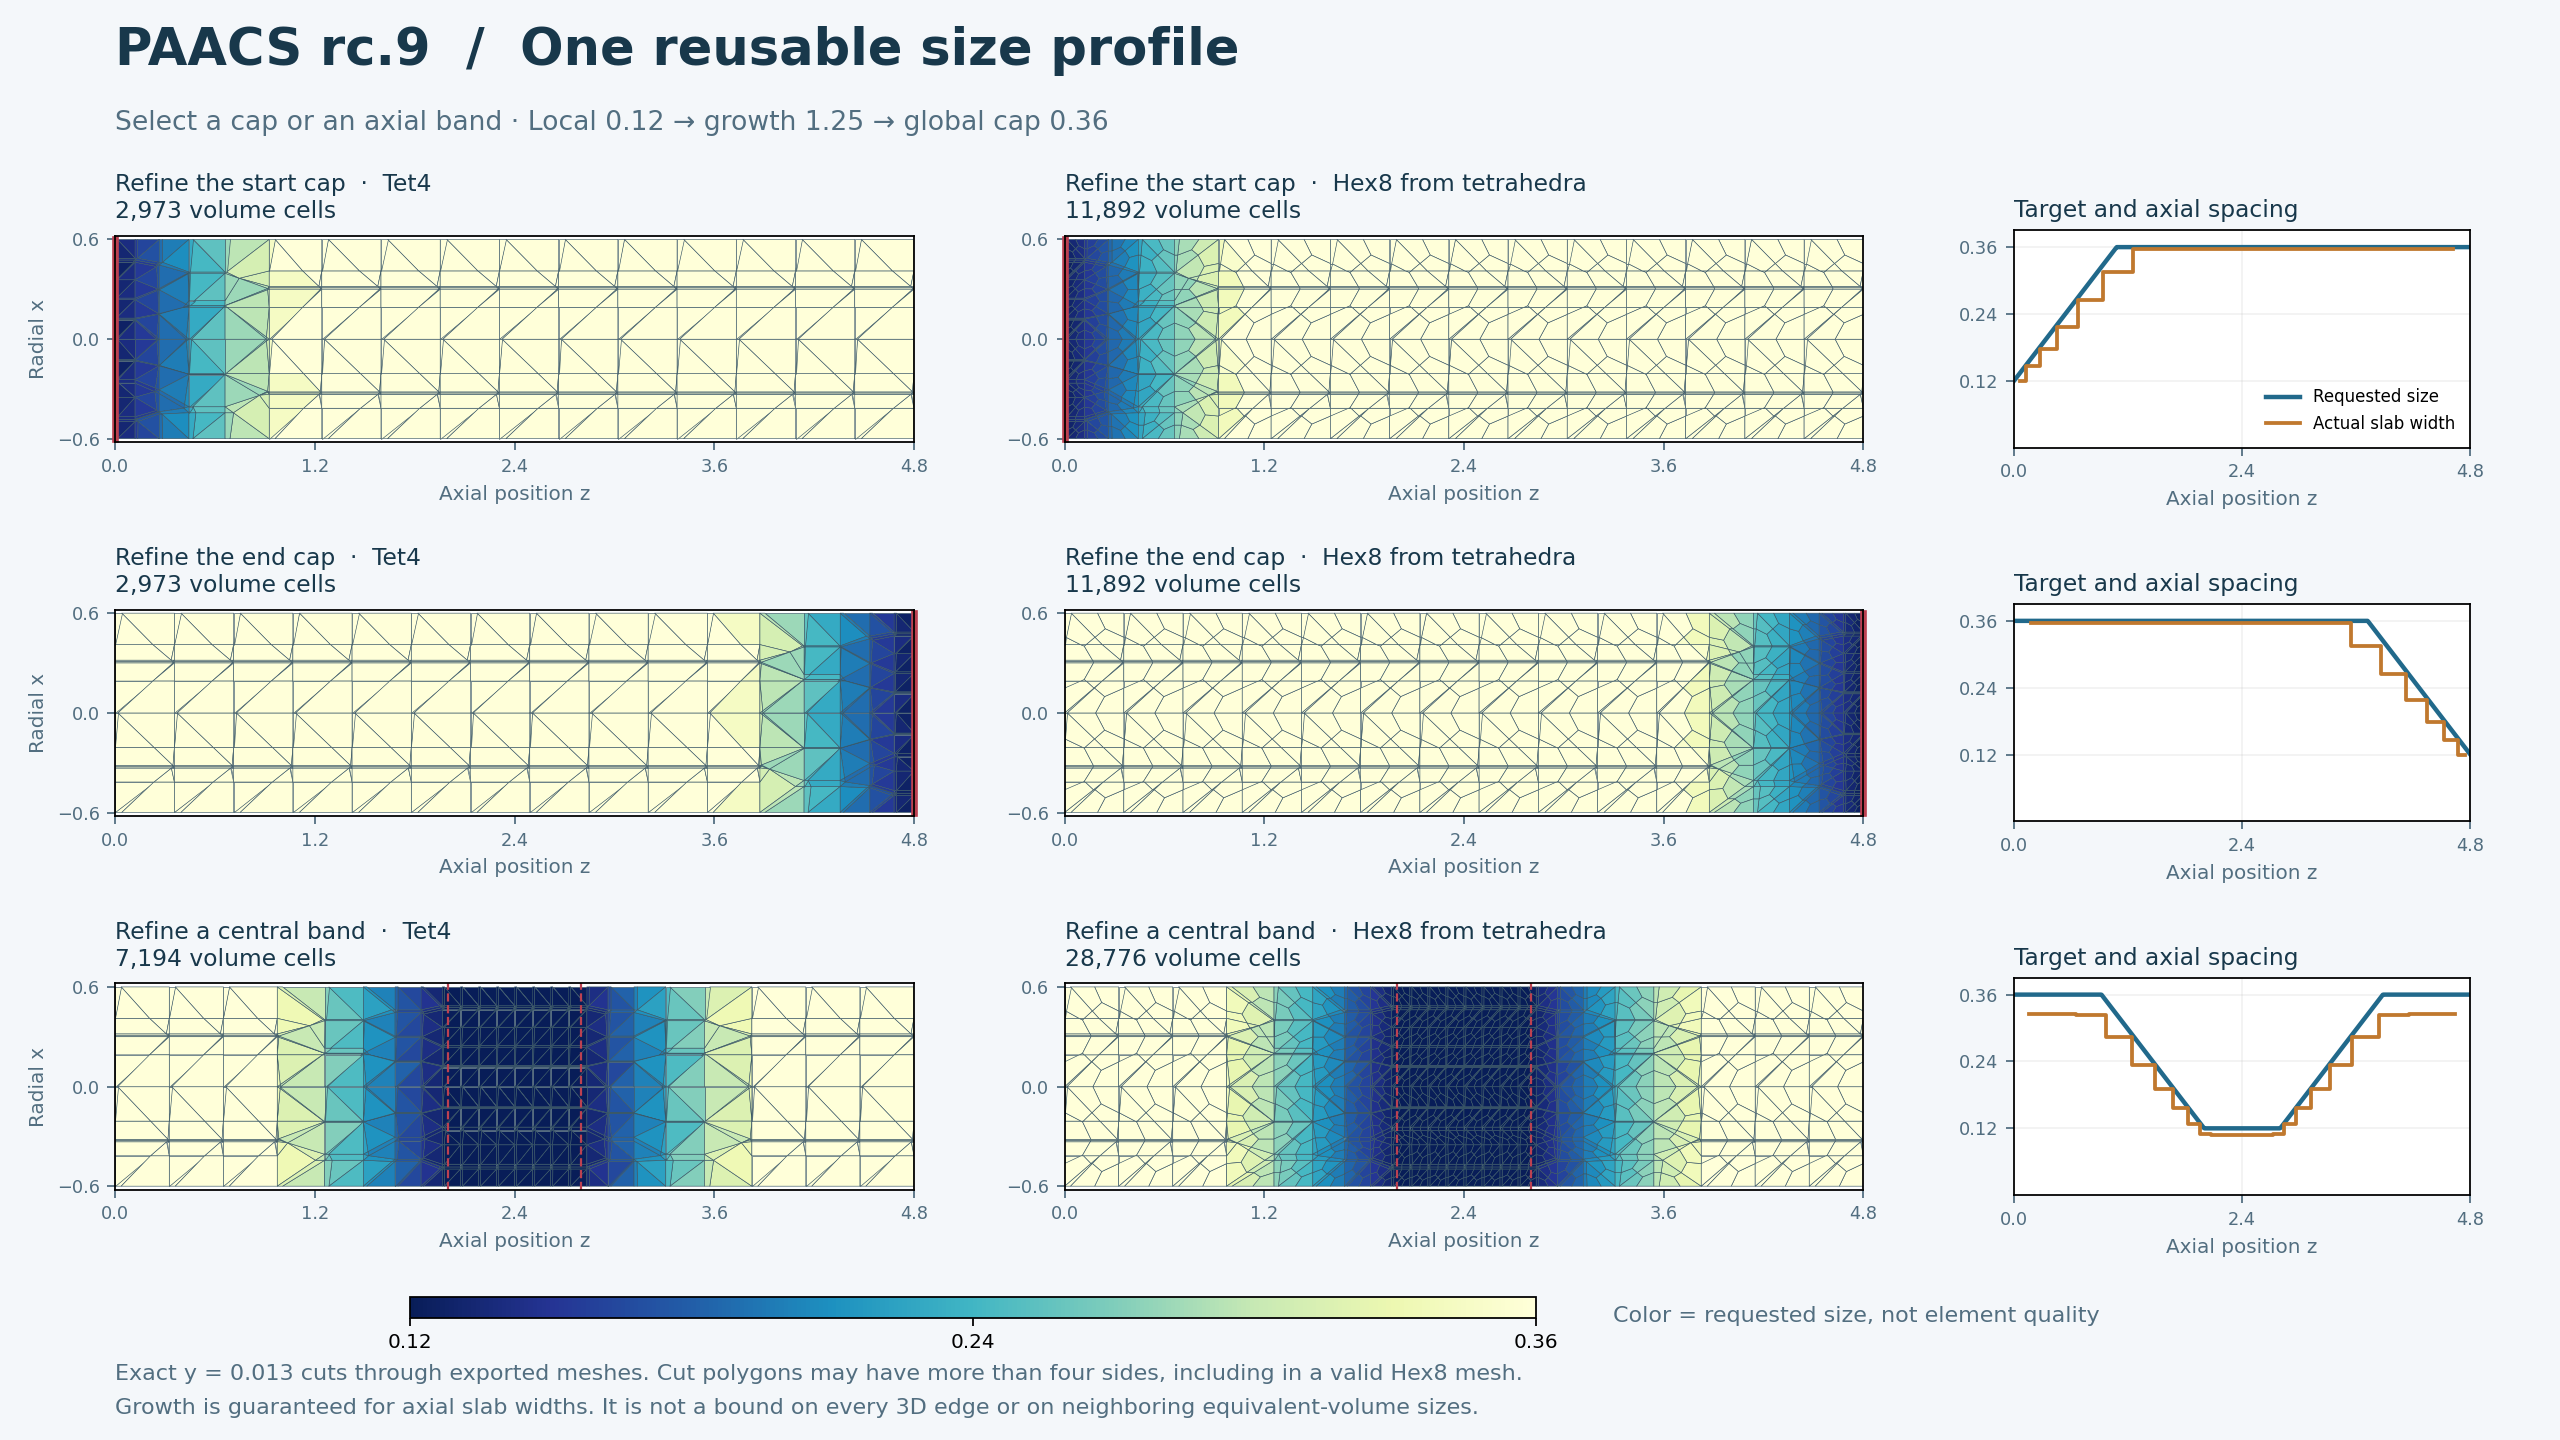 PAACS rc.9 / One reusable size profile
Select a cap or an axial band · Local 0.12 → growth 1.25 → global cap 0.36
Refine the start cap · Tet4
2,973 volume cells
0.6
0.0
−0.6
Radial x
0.0 1.2 2.4 3.6 4.8
Axial position z
Refine the start cap · Hex8 from tetrahedra
11,892 volume cells
0.6
0.0
−0.6
0.0 1.2 2.4 3.6 4.8
Axial position z
Target and axial spacing
0.36
0.24
0.12
Requested size
Actual slab width
0.0 2.4 4.8
Axial position z
Refine the end cap · Tet4
2,973 volume cells
0.6
0.0
−0.6
Radial x
0.0 1.2 2.4 3.6 4.8
Axial position z
Refine the end cap · Hex8 from tetrahedra
11,892 volume cells
0.6
0.0
−0.6
0.0 1.2 2.4 3.6 4.8
Axial position z
Target and axial spacing
0.36
0.24
0.12
0.0 2.4 4.8
Axial position z
Refine a central band · Tet4
7,194 volume cells
0.6
0.0
−0.6
Radial x
0.0 1.2 2.4 3.6 4.8
Axial position z
Refine a central band · Hex8 from tetrahedra
28,776 volume cells
0.6
0.0
−0.6
0.0 1.2 2.4 3.6 4.8
Axial position z
Target and axial spacing
0.36
0.24
0.12
0.0 2.4 4.8
Axial position z
0.12 0.24 0.36
Color = requested size, not element quality
Exact y = 0.013 cuts through exported meshes. Cut polygons may have more than four sides, including in a valid Hex8 mesh.
Growth is guaranteed for axial slab widths. It is not a bound on every 3D edge or on neighboring equivalent-volume sizes.